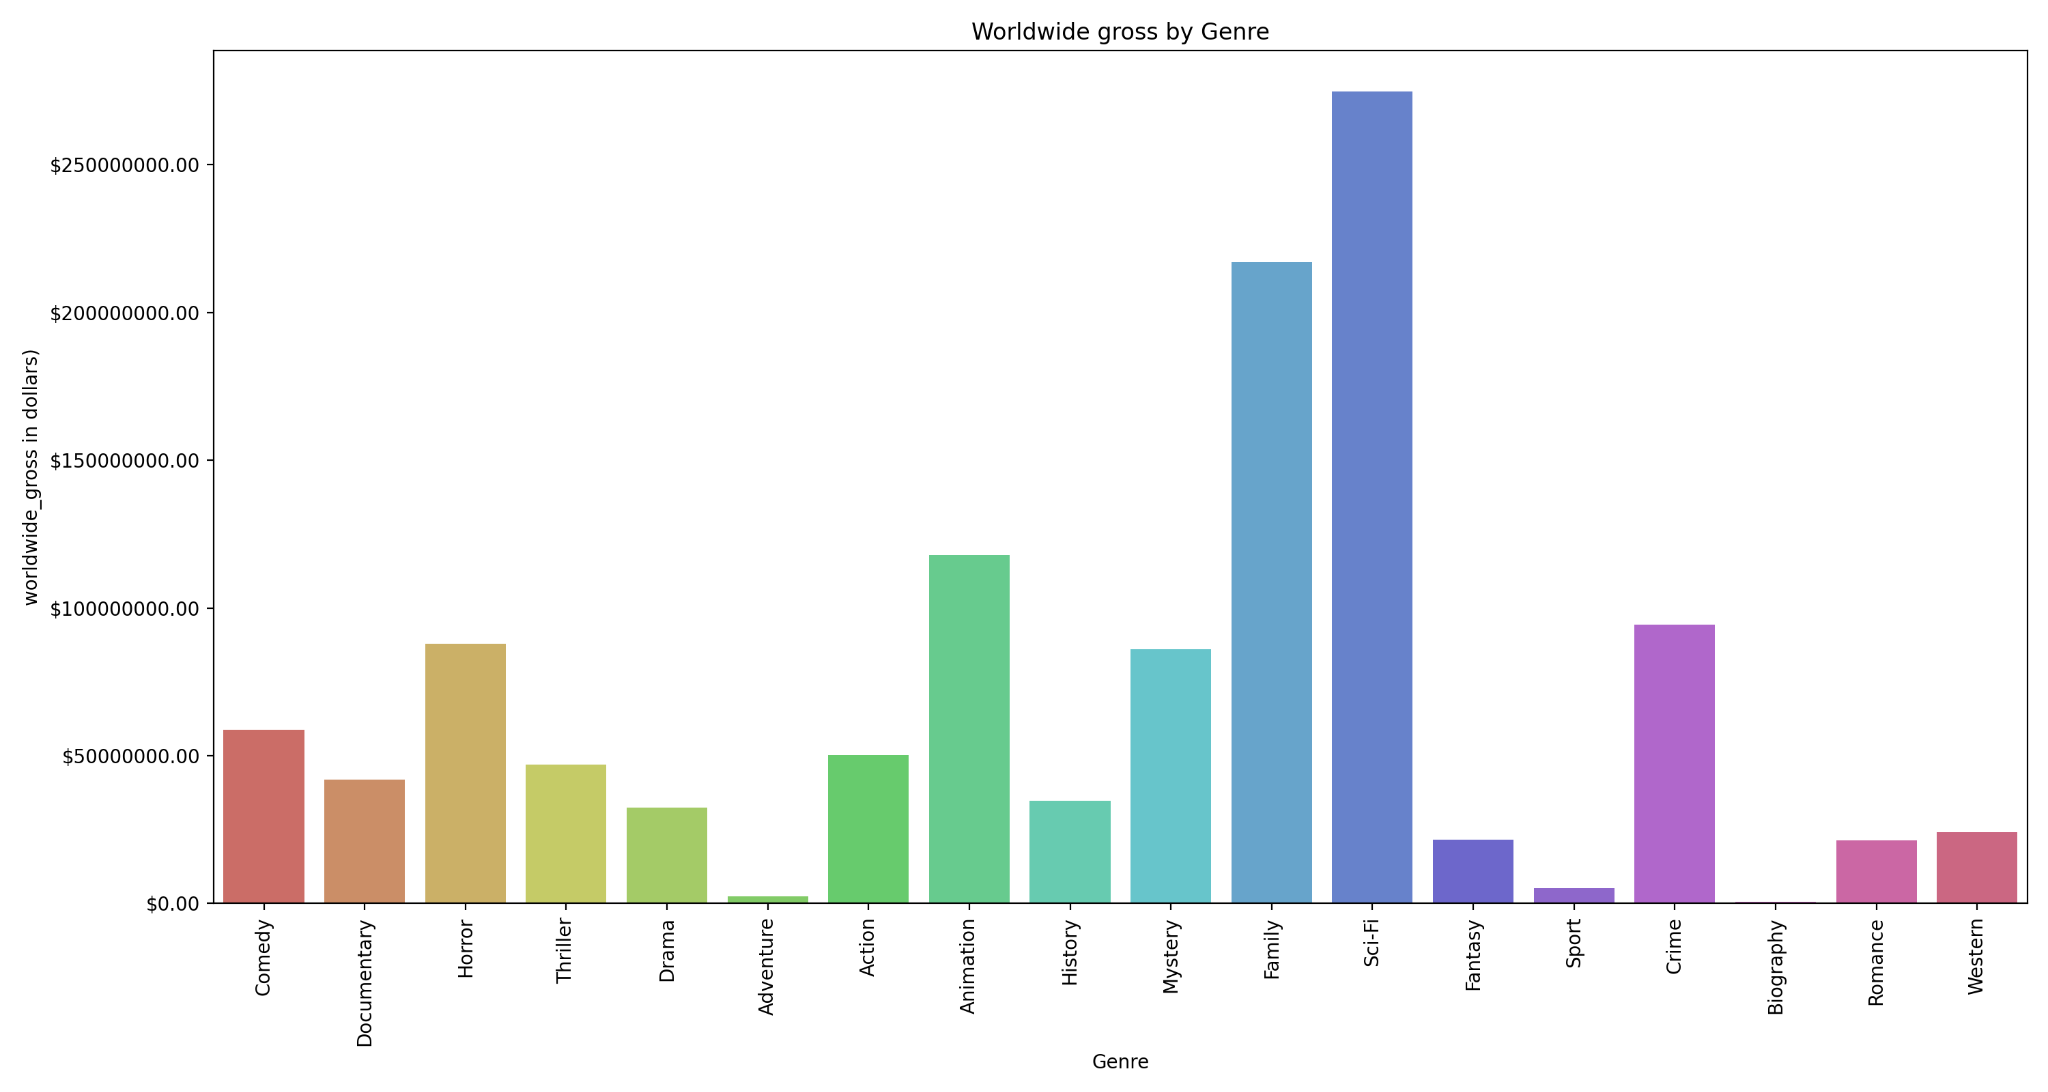 Worldwide gross by Genre
worldwide_gross in dollars)
$250000000.00
$200000000.00
$150000000.00
$100000000.00
$50000000.00
$0.00
Comedy
Documentary
Horror
Thriller
Drama
Adventure
Action
Animation
History
Mystery
Family
Sci-Fi
Fantasy
Sport
Crime
Biography
Romance
Western
Genre